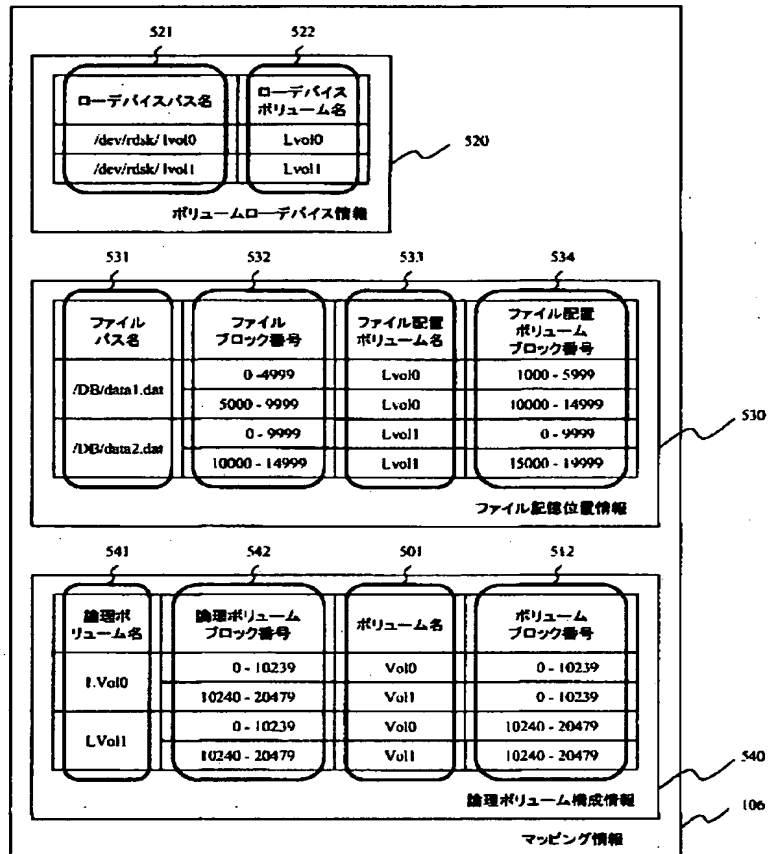 521 522
ローデバイスパス名
ローデバイス
ボリューム名
/dev/rdsk/ lvol0 Lvol0
/dev/rdsk/ lvol1 Lvol1
520
ボリュームローデバイス情報
531 532 533 534
ファイル
パス名
ファイル
ブロック番号
ファイル配置
ボリューム名
ファイル配置
ボリューム
ブロック番号
/DB/data1.dat
0 -4999 Lvol0 1000 - 5999
5000 - 9999 Lvol0 10000 - 14999
/DB/data2.dat
0 - 9999 Lvol1 0 - 9999
10000 - 14999 Lvol1 15000 - 19999
530
ファイル記憶位置情報
541 542 501 512
論理ボ
リューム名
論理ボリューム
ブロック番号
ボリューム名
ボリューム
ブロック番号
LVol0
0 - 10239 Vol0 0 - 10239
10240 - 20479 Vol1 0 - 10239
LVol1
0 - 10239 Vol0 10240 - 20479
10240 - 20479 Vol1 10240 - 20479
540
論理ボリューム構成情報
106
マッピング情報